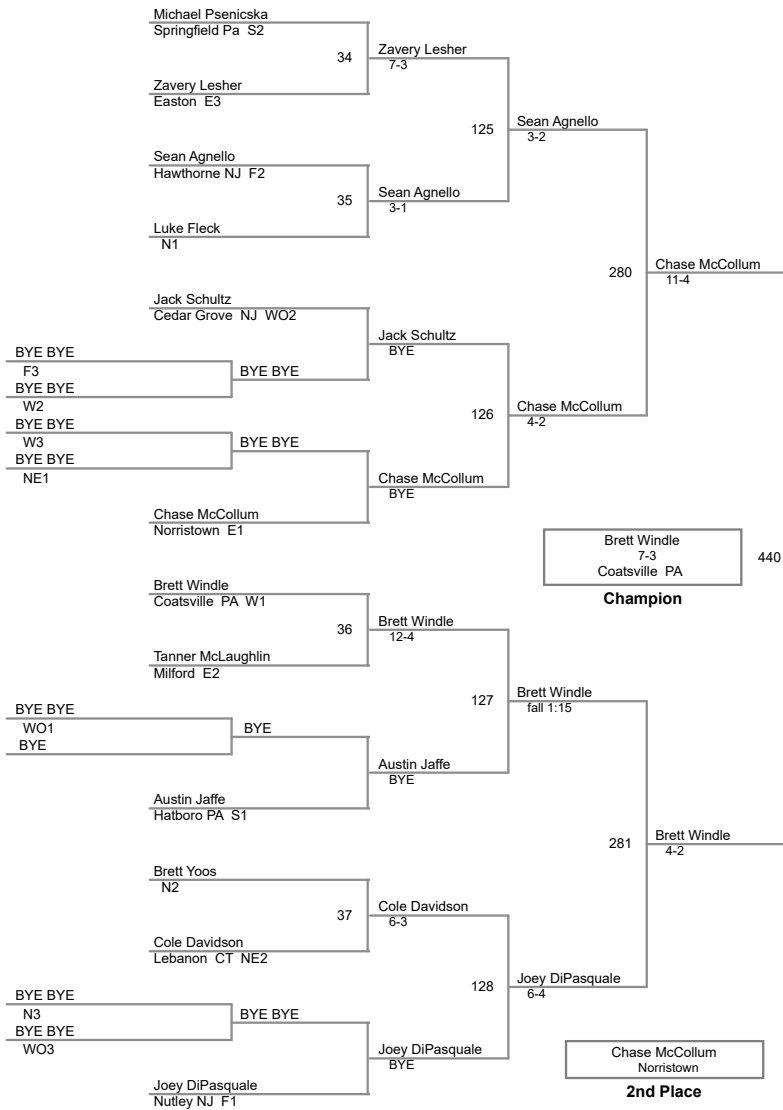 Michael Psenicska
Springfield Pa S2
34
Zavery Lesher
7-3
Zavery Lesher
Easton E3
125
Sean Agnello
3-2
Sean Agnello
Hawthorne NJ F2
35
Sean Agnello
3-1
Luke Fleck
N1
280
Chase McCollum
11-4
Jack Schultz
Cedar Grove NJ WO2
Jack Schultz
BYE
BYE BYE
F3
BYE BYE
BYE BYE
W2
126
Chase McCollum
4-2
BYE BYE
W3
BYE BYE
BYE BYE
NE1
Chase McCollum
BYE
Chase McCollum
Norristown E1
Brett Windle
7-3
Coatsville PA
440
Champion
Brett Windle
Coatsville PA W1
36
Brett Windle
12-4
Tanner McLaughlin
Milford E2
127
Brett Windle
fall 1:15
BYE BYE
WO1
BYE
BYE
Austin Jaffe
BYE
Austin Jaffe
Hatboro PA S1
281
Brett Windle
4-2
Brett Yoos
N2
37
Cole Davidson
6-3
Cole Davidson
Lebanon CT NE2
128
Joey DiPasquale
6-4
BYE BYE
N3
BYE BYE
BYE BYE
WO3
Joey DiPasquale
BYE
Joey DiPasquale
Nutley NJ F1
Chase McCollum
Norristown
2nd Place